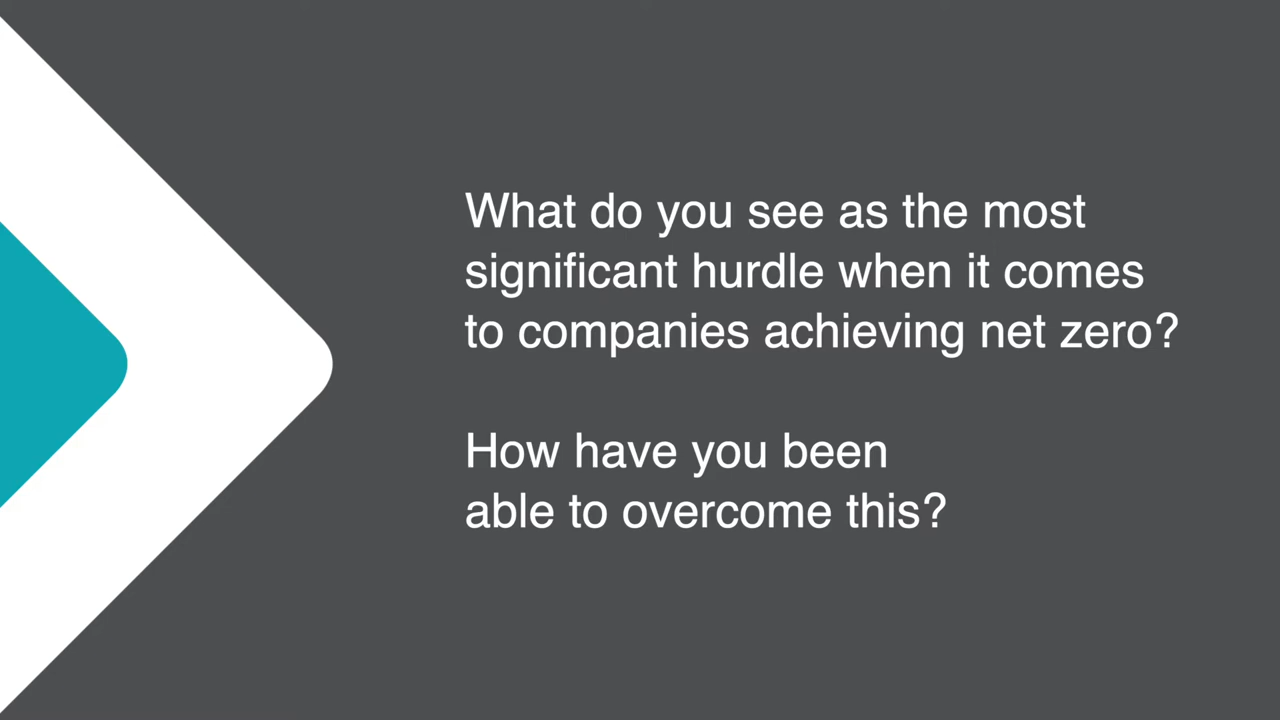 What do you see as the most
significant hurdle when it comes
to companies achieving net zero?
How have you been
able to overcome this?